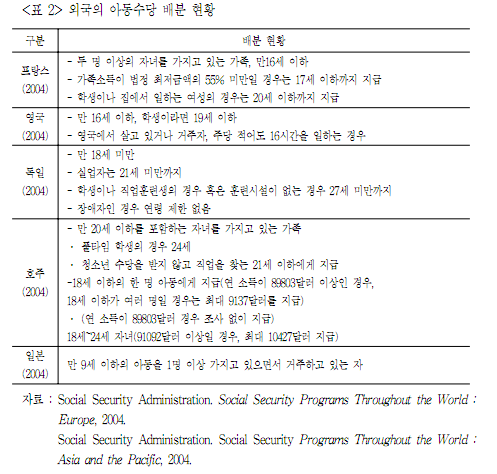 <표 2> 외국의 아동수당 배분 현황
구분 배분 현황
프랑스
(2004)
- 두 명 이상의 자녀를 가지고 있는 가족, 만16세 이하
- 가족소득이 법정 최저금액의 55% 미만일 경우는 17세 이하까지 지급
- 학생이나 집에서 일하는 여성의 경우는 20세 이하까지 지급
영국
(2004)
- 만 16세 이하, 학생이라면 19세 이하
- 영국에서 살고 있거나 거주자, 주당 적어도 16시간을 일하는 경우
독일
(2004)
- 만 18세 미만
- 실업자는 21세 미만까지
- 학생이나 직업훈련생의 경우 혹은 훈련시설이 없는 경우 27세 미만까지
- 장애자인 경우 연령 제한 없음
호주
(2004)
- 만 20세 이하를 포함하는 자녀를 가지고 있는 가족
· 풀타임 학생의 경우 24세
· 청소년 수당을 받지 않고 직업을 찾는 21세 이하에게 지급
-18세 이하의 한 명 아동에게 지급(연 소득이 89803달러 이상인 경우,
18세 이하가 여러 명일 경우는 최대 9137달러를 지급)
· (연 소득이 89803달러 경우 조사 없이 지급)
18세~24세 자녀(91092달러 이상일 경우, 최대 10427달러 지급)
일본
(2004)
만 9세 이하의 아동을 1명 이상 가지고 있으면서 거주하고 있는 자
자료 : Social Security Administration. Social Security Programs Throughout the World :
Europe, 2004.
Social Security Administration. Social Security Programs Throughout the World :
Asia and the Pacific, 2004.